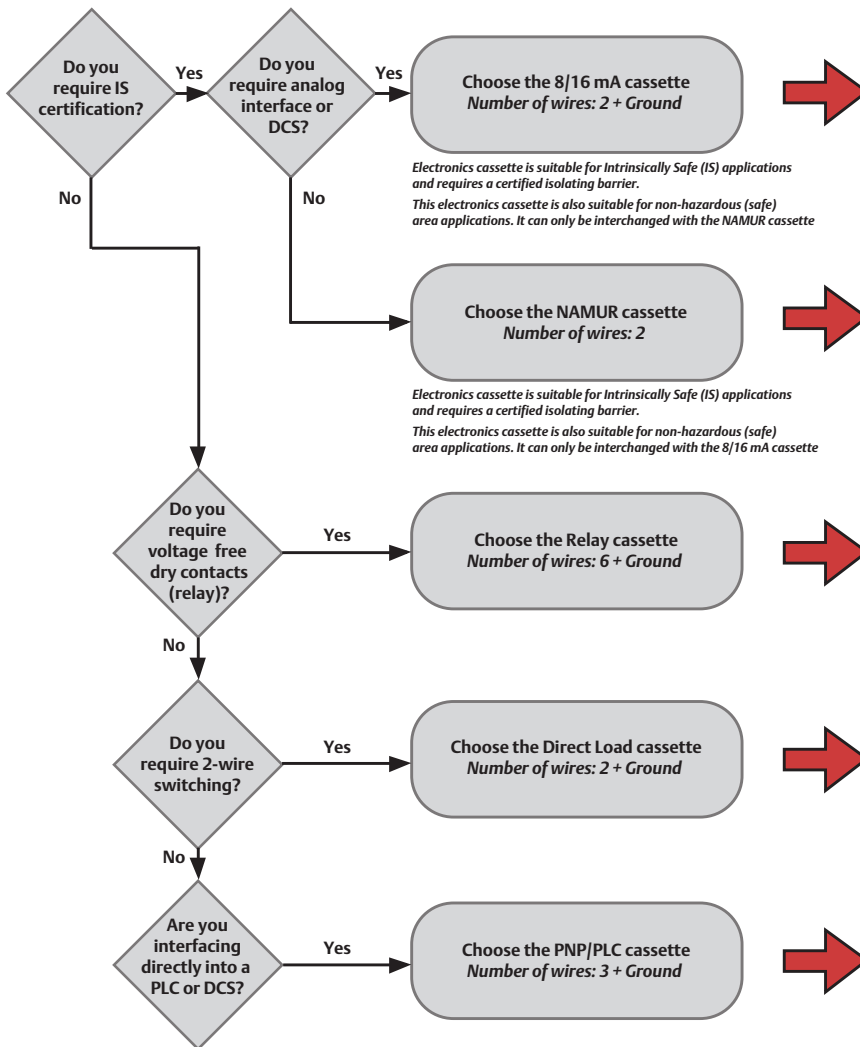 Do you
require IS
certification?
Yes
Do you
require analog
interface or
DCS?
Yes
Choose the 8/16 mA cassette
Number of wires: 2 + Ground
Electronics cassette is suitable for Intrinsically Safe (IS) applications
and requires a certified isolating barrier.
This electronics cassette is also suitable for non-hazardous (safe)
area applications. It can only be interchanged with the NAMUR cassette
No
No
Choose the NAMUR cassette
Number of wires: 2
Electronics cassette is suitable for Intrinsically Safe (IS) applications
and requires a certified isolating barrier.
This electronics cassette is also suitable for non-hazardous (safe)
area applications. It can only be interchanged with the 8/16 mA cassette
Do you
require
voltage free
dry contacts
(relay)?
Yes
Choose the Relay cassette
Number of wires: 6 + Ground
No
Do you
require 2-wire
switching?
Yes
Choose the Direct Load cassette
Number of wires: 2 + Ground
No
Are you
interfacing
directly into a
PLC or DCS?
Yes
Choose the PNP/PLC cassette
Number of wires: 3 + Ground